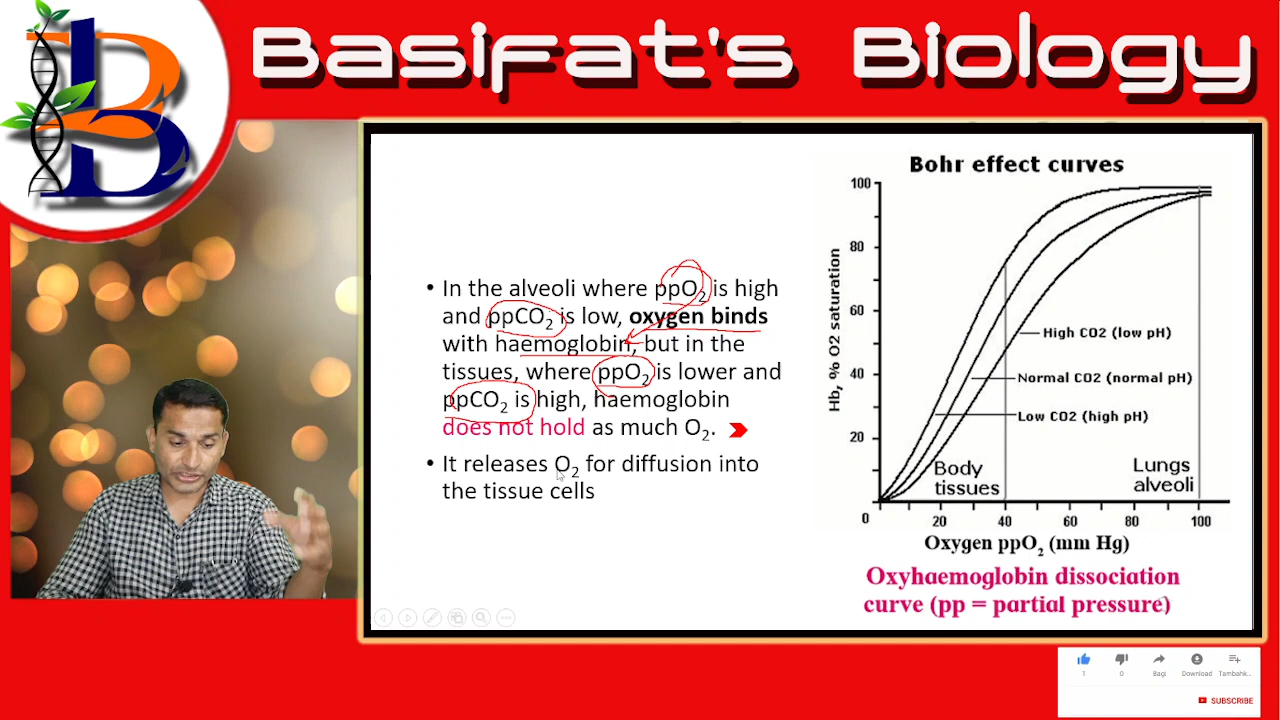 Basifat's Biology
B
• In the alveoli where ppO₂ is high
and ppCO₂ is low, oxygen binds
with haemoglobin, but in the
tissues, where ppO₂ is lower and
ppCO₂ is high, haemoglobin
does not hold as much O₂.
• It releases O₂ for diffusion into
the tissue cells
Bohr effect curves
Hb, % O2 saturation
100
80
60
40
20
0
High CO2 (low pH)
Normal CO2 (normal pH)
Low CO2 (high pH)
Body
tissues
Lungs
alveoli
20 40 60 80 100
Oxygen ppO₂ (mm Hg)
Oxyhaemoglobin dissociation
curve (pp = partial pressure)
1 0 Bagi Download Tambahk...
SUBSCRIBE